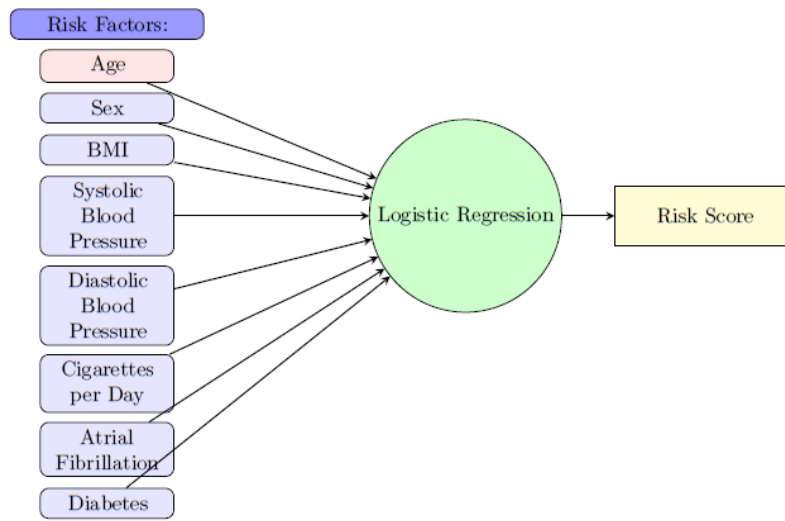 Risk Factors:
Age
Sex
BMI
Systolic
Blood
Pressure
Diastolic
Blood
Pressure
Cigarettes
per Day
Atrial
Fibrillation
Diabetes
Logistic Regression
Risk Score